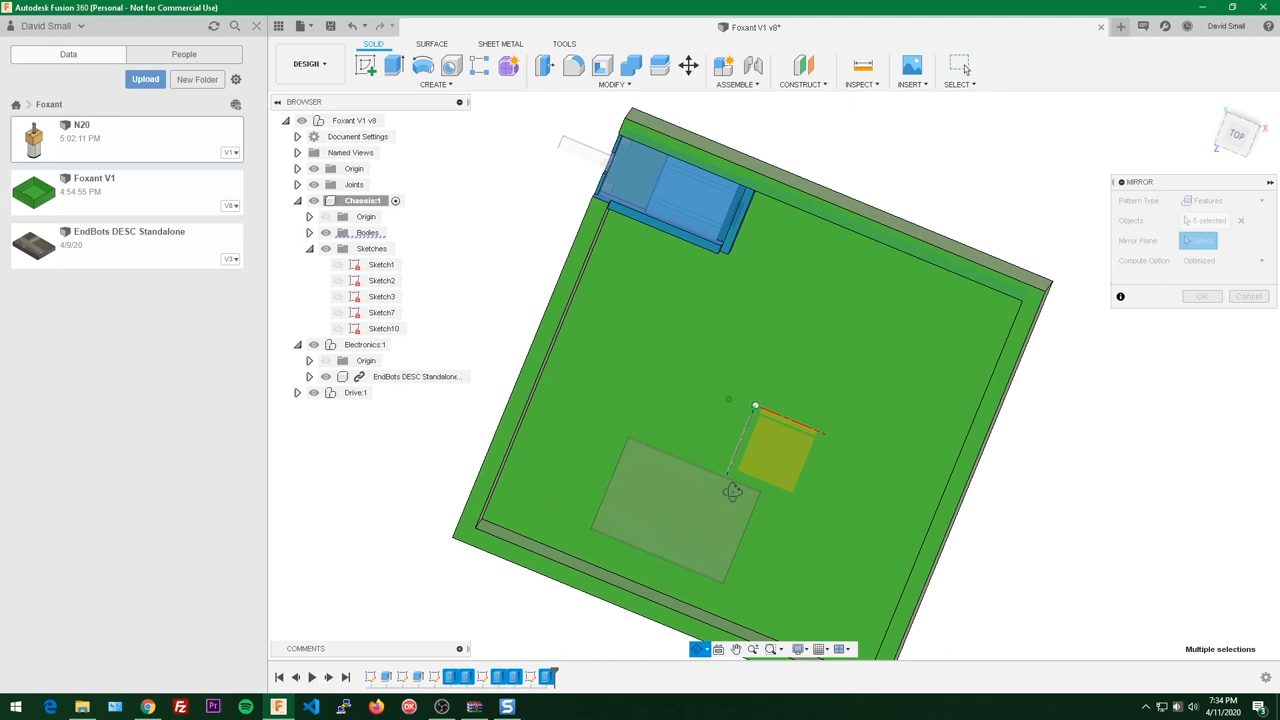 Autodesk Fusion 360 (Personal - Not for Commercial Use)
David Small
Foxant V1 v8*
David Small
Data
People
Upload
New Folder
Foxant
N20
5:02:11 PM
V1
Foxant V1
4:54:55 PM
V8
EndBots DESC Standalone
4/9/20
V3
SOLID
SURFACE
SHEET METAL
TOOLS
DESIGN
CREATE
MODIFY
ASSEMBLE
CONSTRUCT
INSPECT
INSERT
SELECT
BROWSER
Foxant V1 v8
Document Settings
Named Views
Origin
Joints
Chassis:1
Origin
Bodies
Sketches
Sketch1
Sketch2
Sketch3
Sketch7
Sketch10
Electronics:1
Origin
EndBots DESC Standalone...
Drive:1
TOP
X
Z
MIRROR
Pattern Type
Features
Objects
5 selected
Mirror Plane
Select
Compute Option
Optimized
OK
Cancel
COMMENTS
Multiple selections
7:34 PM
4/11/2020